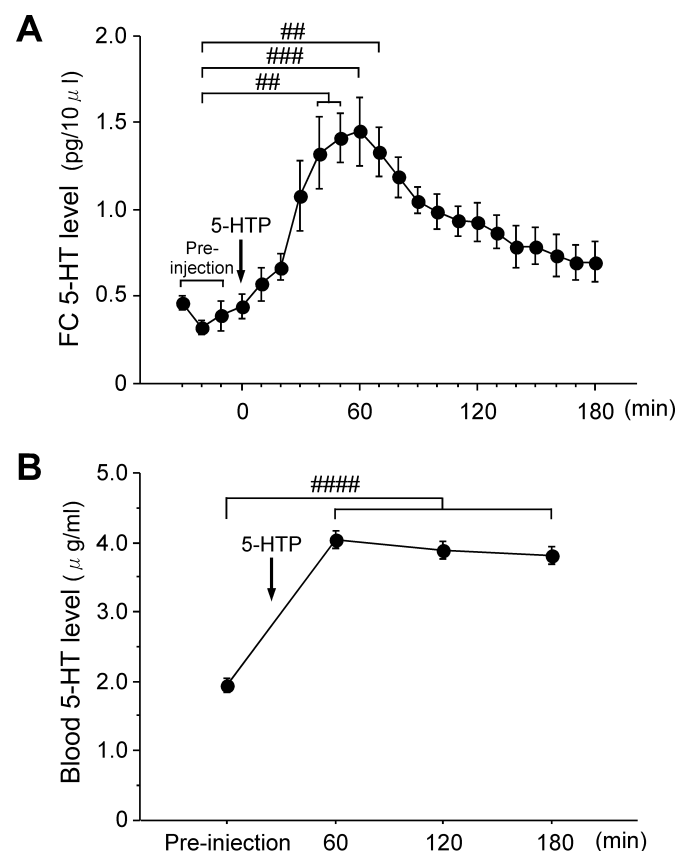 A
FC 5-HT level (pg/10 μl)
2.0
1.5
1.0
0.5
0
##
###
##
5-HTP
Pre-
injection
0 60 120 180 (min)
B
Blood 5-HT level (μg/ml)
5.0
4.0
3.0
2.0
1.0
0
####
5-HTP
Pre-injection 60 120 180 (min)